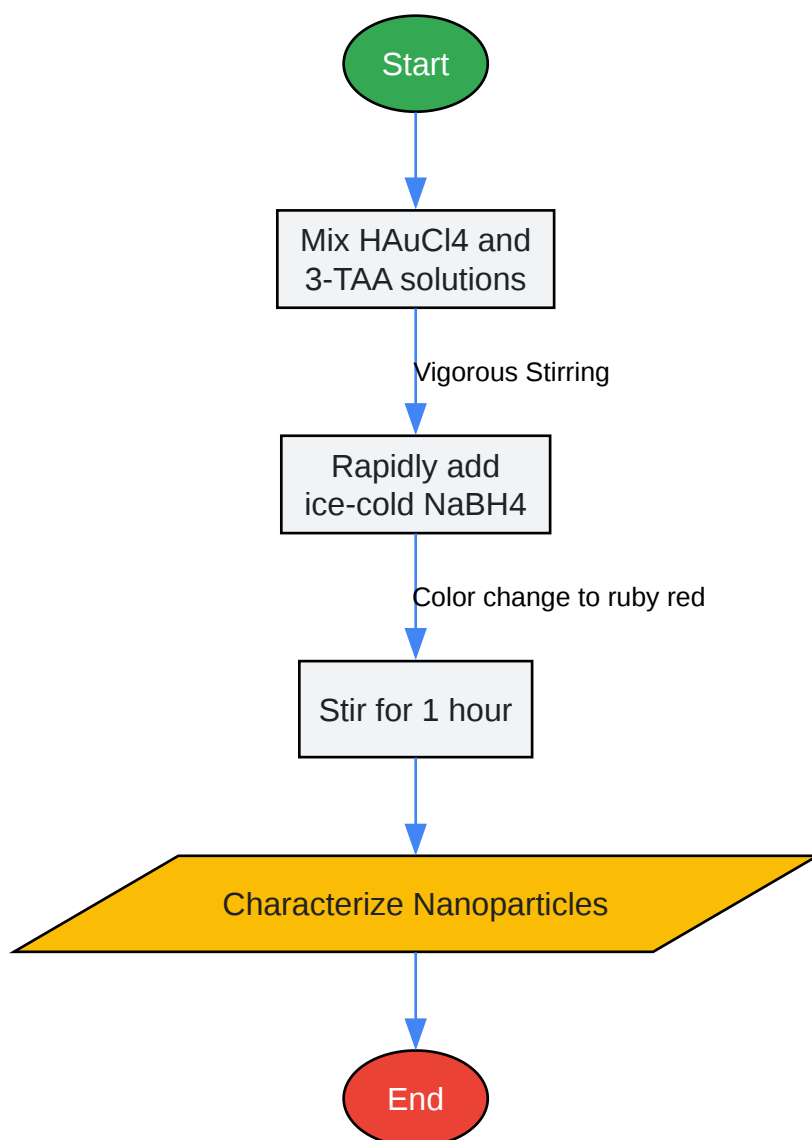 Start
Mix HAuCl4 and
3-TAA solutions
Vigorous Stirring
Rapidly add
ice-cold NaBH4
Color change to ruby red
Stir for 1 hour
Characterize Nanoparticles
End